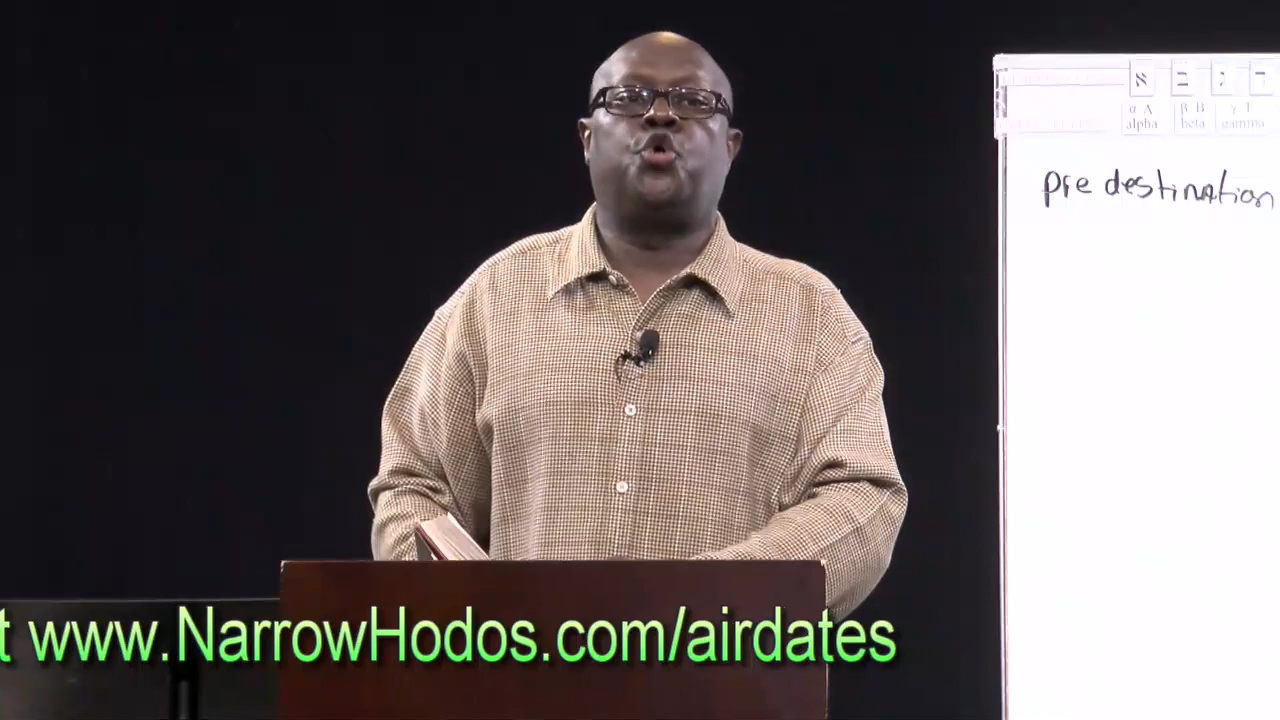 א ב ג ד
α A β B γ Γ
alpha beta gamma
pre destination
t www.NarrowHodos.com/airdates